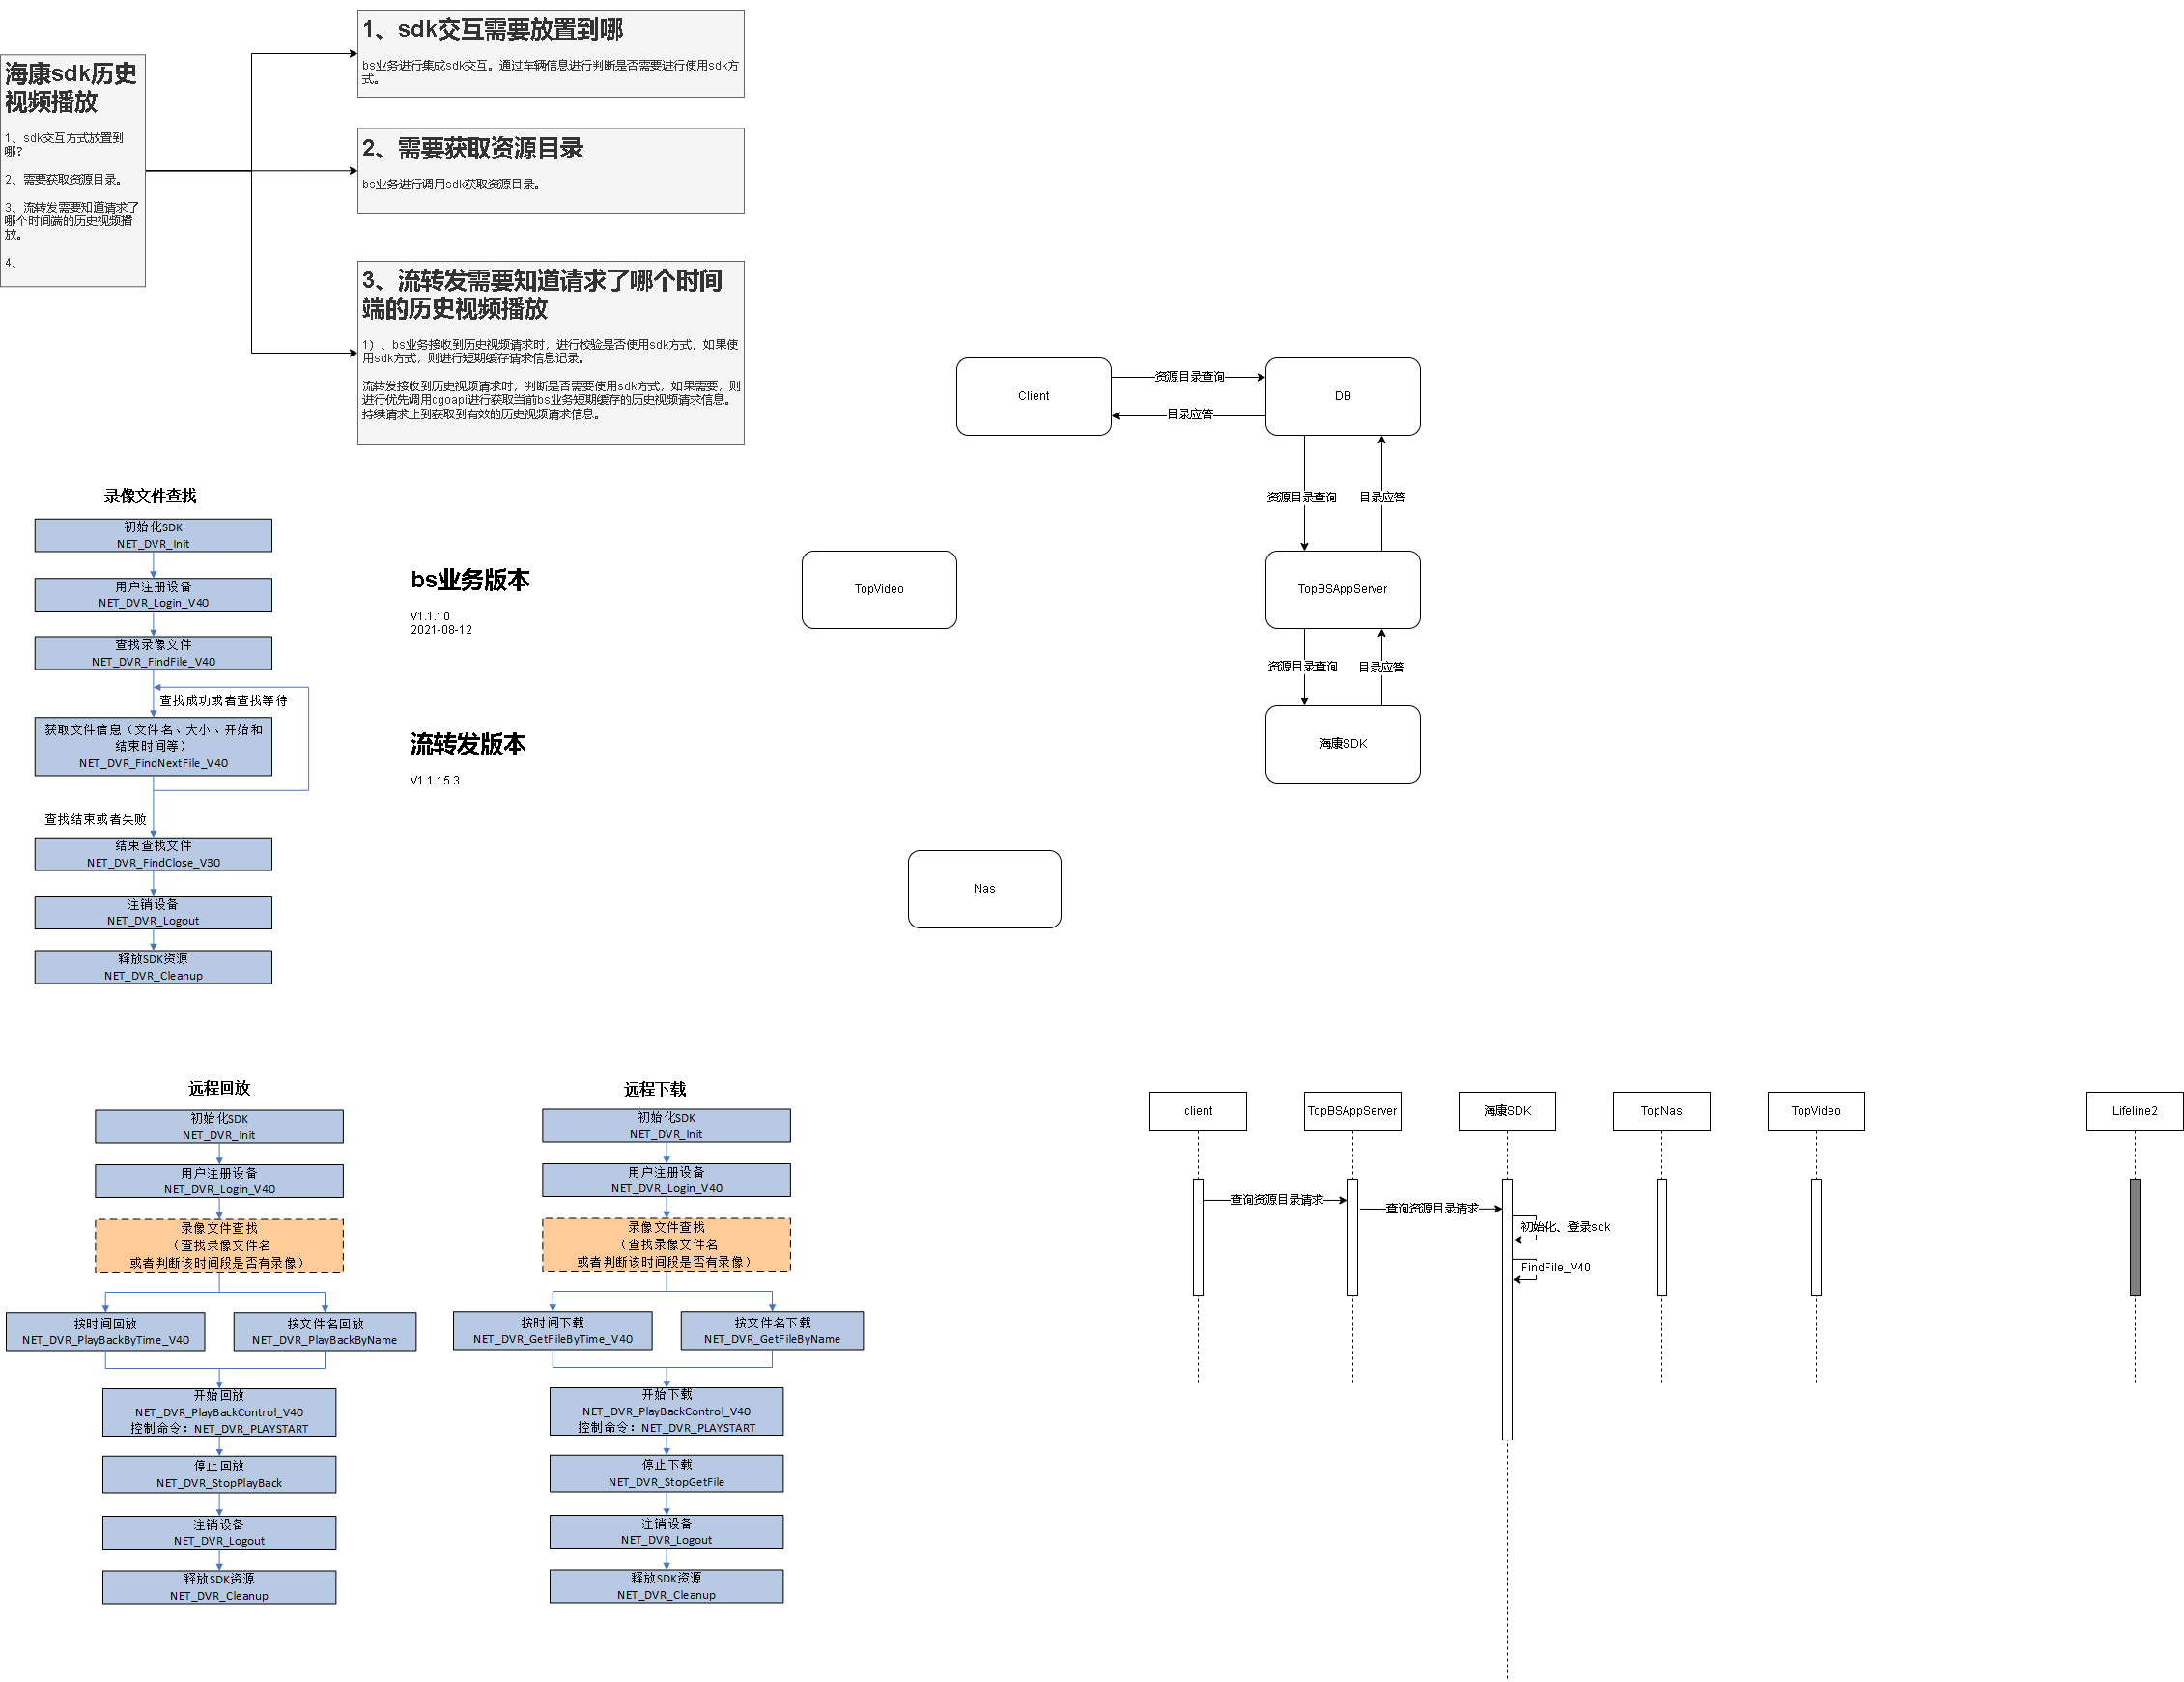 海康sdk历史
视频播放
1、sdk交互方式放置到
哪？
2、需要获取资源目录。
3、流转发需要知道请求了
哪个时间端的历史视频播
放。
4、
1、sdk交互需要放置到哪
bs业务进行集成sdk交互。通过车辆信息进行判断是否需要进行使用sdk方
式。
2、需要获取资源目录
bs业务进行调用sdk获取资源目录。
3、流转发需要知道请求了哪个时间
端的历史视频播放
1）、bs业务接收到历史视频请求时，进行校验是否使用sdk方式，如果使
用sdk方式，则进行短期缓存请求信息记录。
流转发接收到历史视频请求时，判断是否需要使用sdk方式，如果需要，则
进行优先调用cgoapi进行获取当前bs业务短期缓存的历史视频请求信息。
持续请求止到获取到有效的历史视频请求信息。
Client
资源目录查询
目录应答
DB
资源目录查询
目录应答
TopVideo
TopBSAppServer
资源目录查询
目录应答
海康SDK
Nas
录像文件查找
初始化SDK
NET_DVR_Init
用户注册设备
NET_DVR_Login_V40
查找录像文件
NET_DVR_FindFile_V40
查找成功或者查找等待
获取文件信息（文件名、大小、开始和
结束时间等）
NET_DVR_FindNextFile_V40
查找结束或者失败
结束查找文件
NET_DVR_FindClose_V30
注销设备
NET_DVR_Logout
释放SDK资源
NET_DVR_Cleanup
bs业务版本
V1.1.10
2021-08-12
流转发版本
V1.1.15.3
远程回放
初始化SDK
NET_DVR_Init
用户注册设备
NET_DVR_Login_V40
录像文件查找
（查找录像文件名
或者判断该时间段是否有录像）
按时间回放
NET_DVR_PlayBackByTime_V40
按文件名回放
NET_DVR_PlayBackByName
开始回放
NET_DVR_PlayBackControl_V40
控制命令：NET_DVR_PLAYSTART
停止回放
NET_DVR_StopPlayBack
注销设备
NET_DVR_Logout
释放SDK资源
NET_DVR_Cleanup
远程下载
初始化SDK
NET_DVR_Init
用户注册设备
NET_DVR_Login_V40
录像文件查找
（查找录像文件名
或者判断该时间段是否有录像）
按时间下载
NET_DVR_GetFileByTime_V40
按文件名下载
NET_DVR_GetFileByName
开始下载
NET_DVR_PlayBackControl_V40
控制命令：NET_DVR_PLAYSTART
停止下载
NET_DVR_StopGetFile
注销设备
NET_DVR_Logout
释放SDK资源
NET_DVR_Cleanup
client
TopBSAppServer
海康SDK
TopNas
TopVideo
Lifeline2
查询资源目录请求
查询资源目录请求
初始化、登录sdk
FindFile_V40